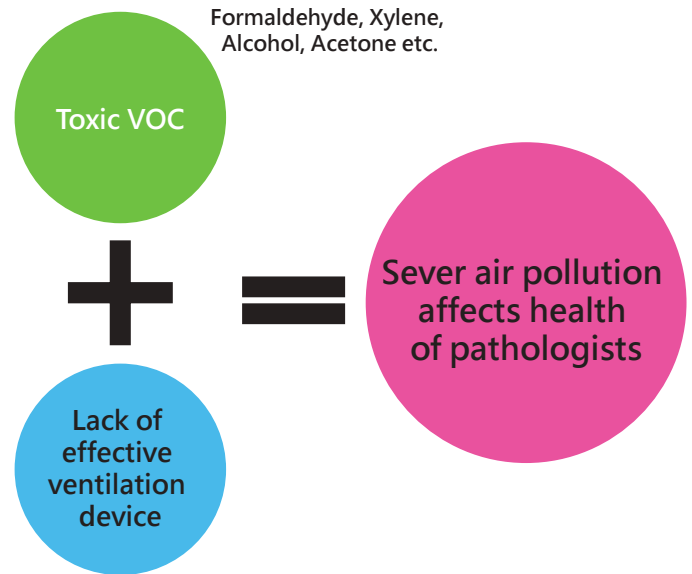 Formaldehyde, Xylene,
Alcohol, Acetone etc.
Toxic VOC
Sever air pollution
affects health
of pathologists
Lack of
effective
ventilation
device